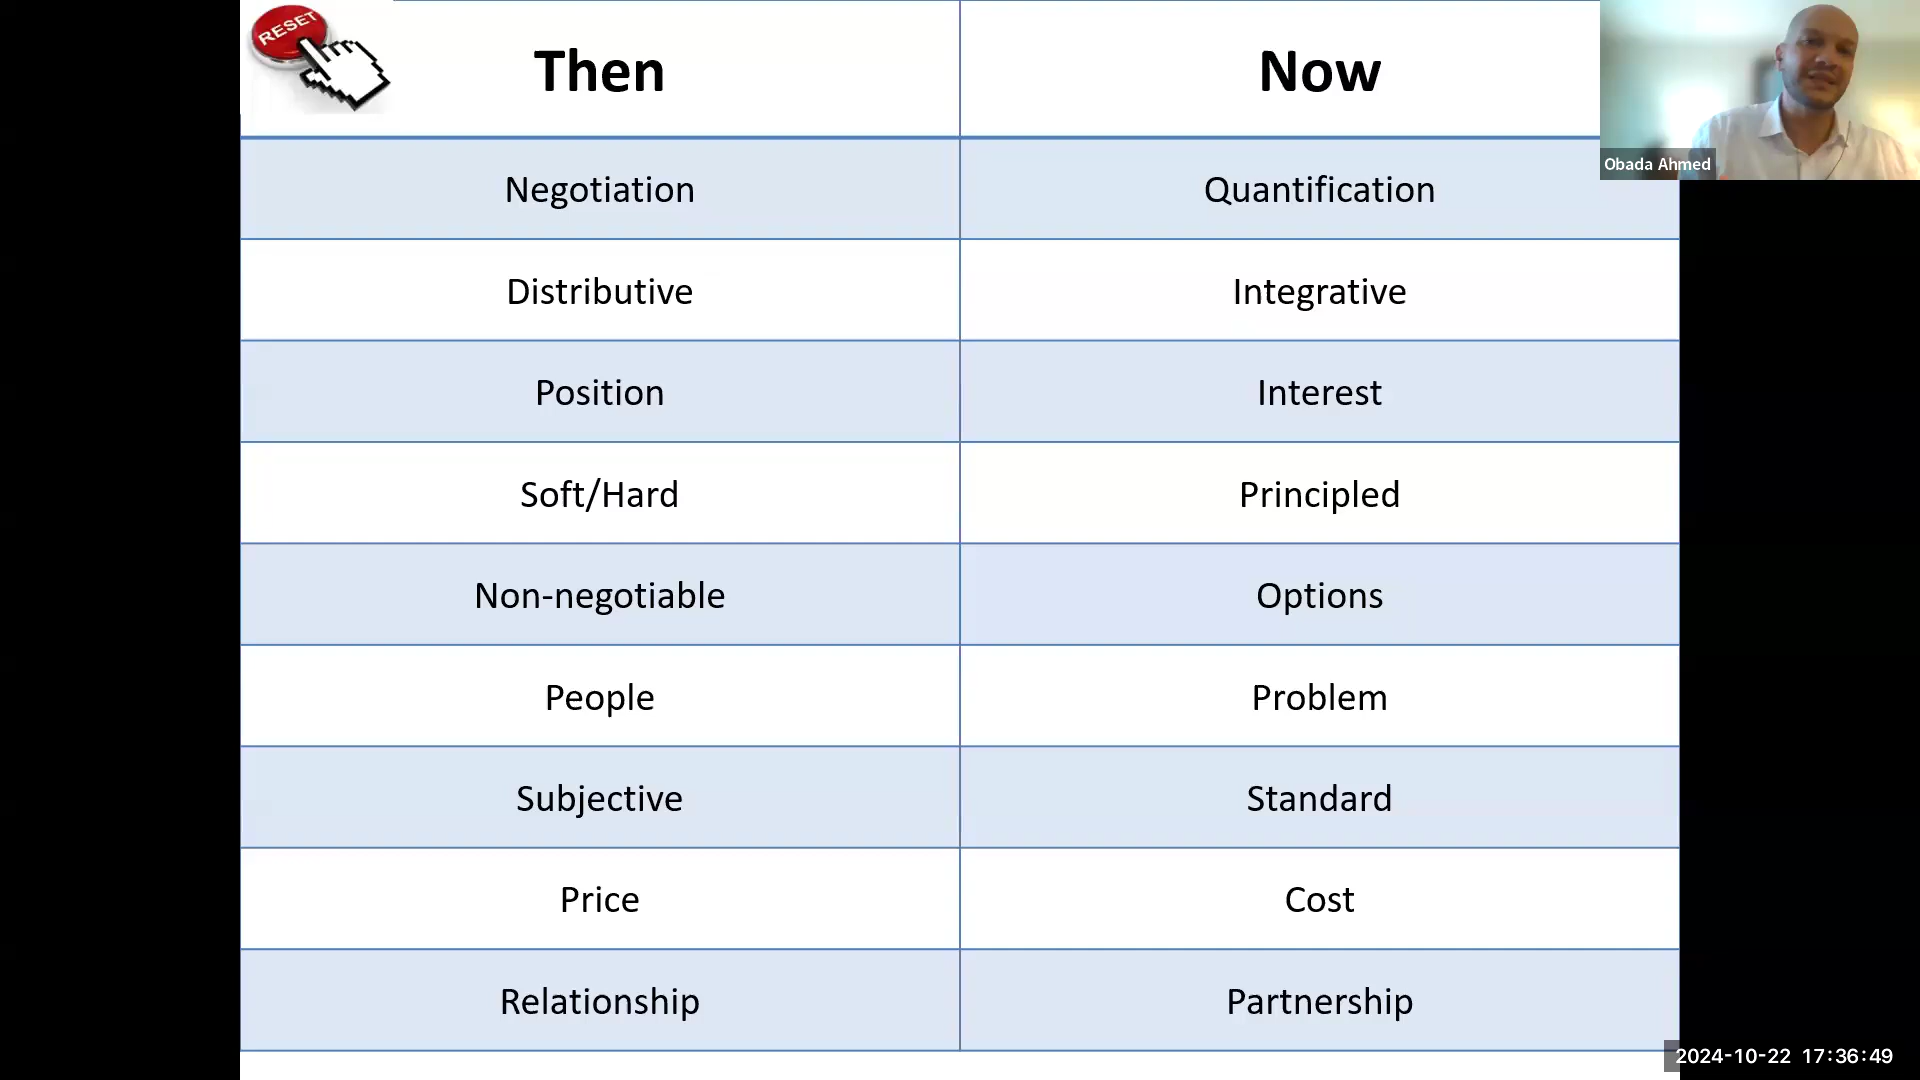 RESET
Then Now
Obada Ahmed
Negotiation Quantification
Distributive Integrative
Position Interest
Soft/Hard Principled
Non-negotiable Options
People Problem
Subjective Standard
Price Cost
Relationship Partnership
2024-10-22 17:36:49